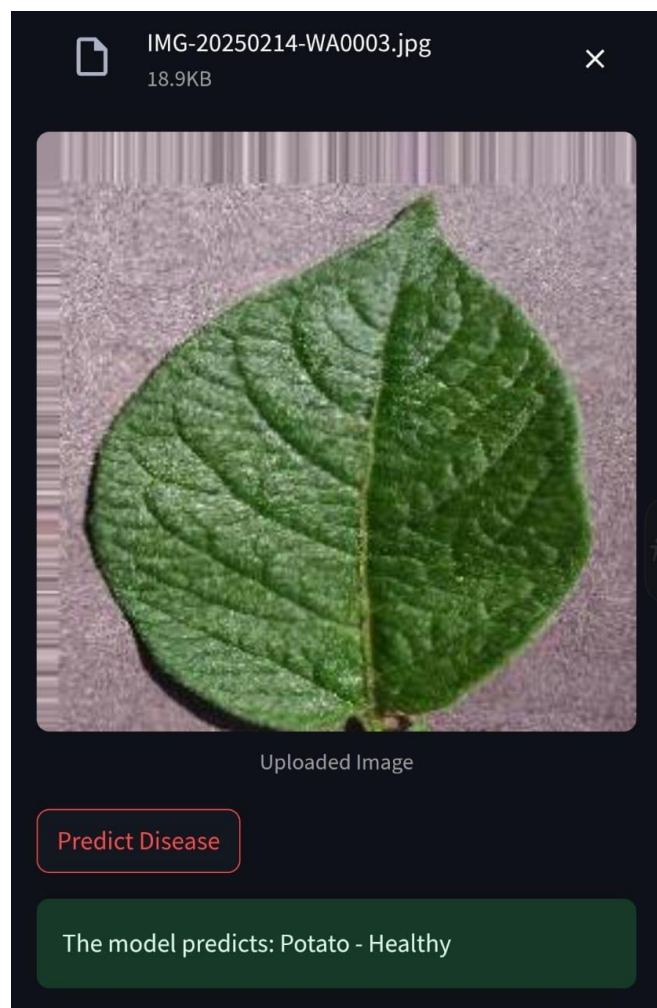 IMG-20250214-WA0003.jpg
18.9KB
Uploaded Image
Predict Disease
The model predicts: Potato - Healthy